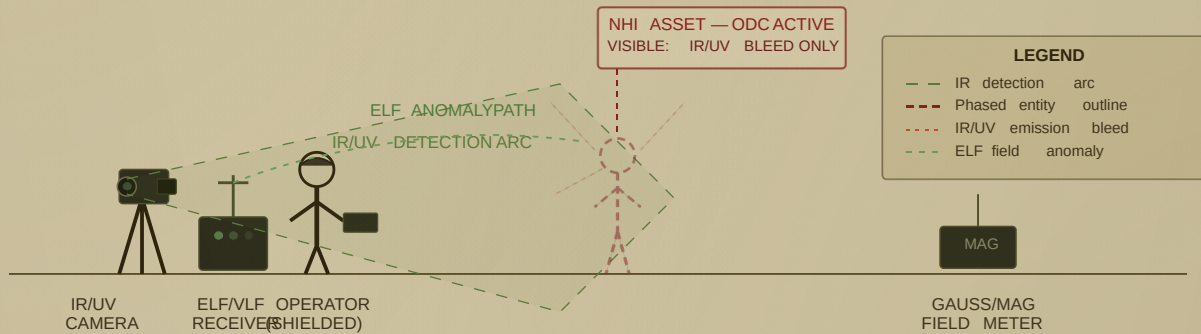 NHI ASSET — ODC ACTIVE
VISIBLE: IR/UV BLEED ONLY
LEGEND
IR detection arc
Phased entity outline
IR/UV emission bleed
ELF field anomaly
ELF ANOMALYPATH
IR/UV DETECTION ARC
MAG
IR/UV
CAMERA
ELF/VLF
RECEIVER
OPERATOR
(SHIELDED)
GAUSS/MAG
FIELD METER